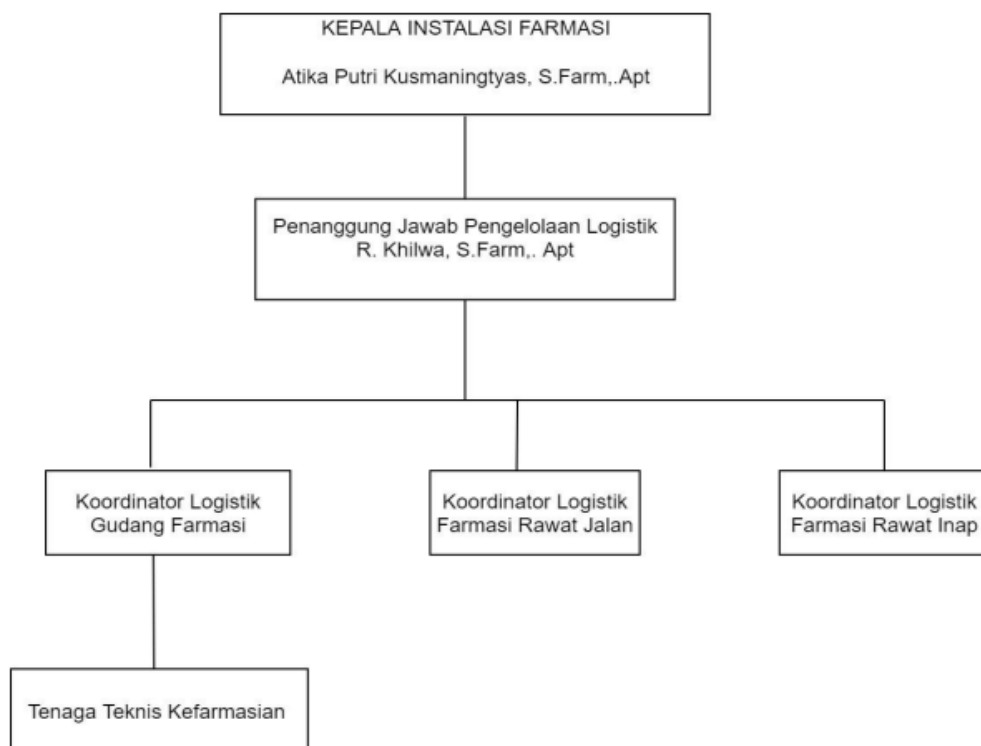 KEPALA INSTALASI FARMASI
Atika Putri Kusmaningtyas, S.Farm,.Apt
Penanggung Jawab Pengelolaan Logistik
R. Khilwa, S.Farm,. Apt
Koordinator Logistik
Gudang Farmasi
Koordinator Logistik
Farmasi Rawat Jalan
Koordinator Logistik
Farmasi Rawat Inap
Tenaga Teknis Kefarmasian